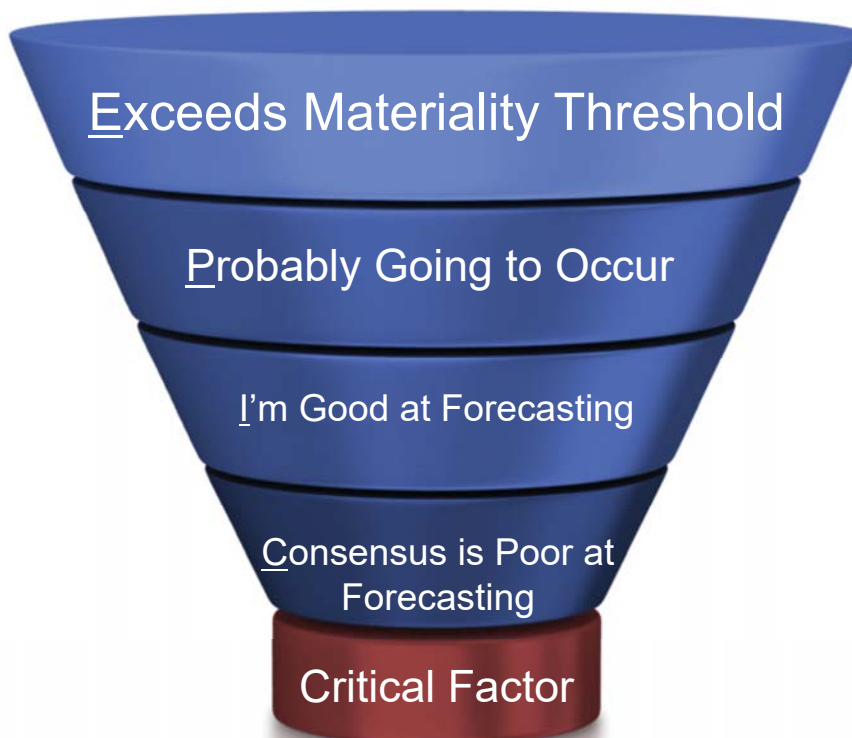 Exceeds Materiality Threshold
Probably Going to Occur
I'm Good at Forecasting
Consensus is Poor at
Forecasting
Critical Factor